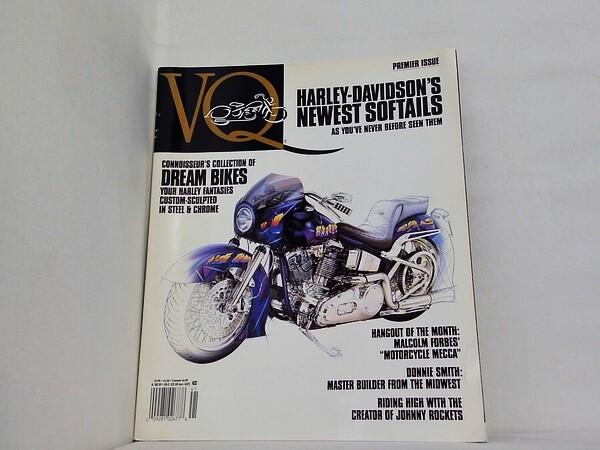 PREMIER ISSUE
VQ
HARLEY-DAVIDSON'S
NEWEST SOFTAILS
AS YOU'VE NEVER BEFORE SEEN THEM
CONNOISSEUR'S COLLECTION OF
DREAM BIKES
YOUR HARLEY FANTASIES
CUSTOM-SCULPTED
IN STEEL & CHROME
HANGOUT OF THE MONTH:
MALCOLM FORBES'
"MOTORCYCLE MECCA"
DONNIE SMITH:
MASTER BUILDER FROM THE MIDWEST
RIDING HIGH WITH THE
CREATOR OF JOHNNY ROCKETS